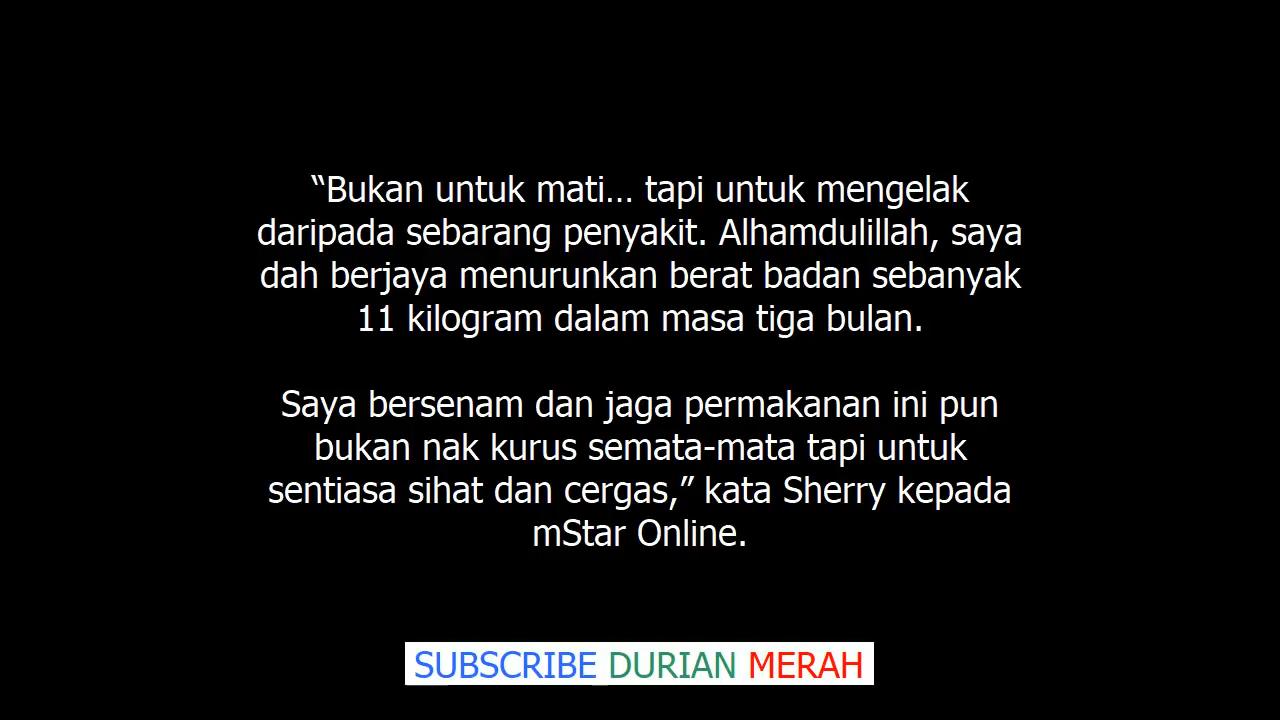 “Bukan untuk mati... tapi untuk mengelak
daripada sebarang penyakit. Alhamdulillah, saya
dah berjaya menurunkan berat badan sebanyak
11 kilogram dalam masa tiga bulan.
Saya bersenam dan jaga permakanan ini pun
bukan nak kurus semata-mata tapi untuk
sentiasa sihat dan cergas,” kata Sherry kepada
mStar Online.
SUBSCRIBE DURIAN MERAH